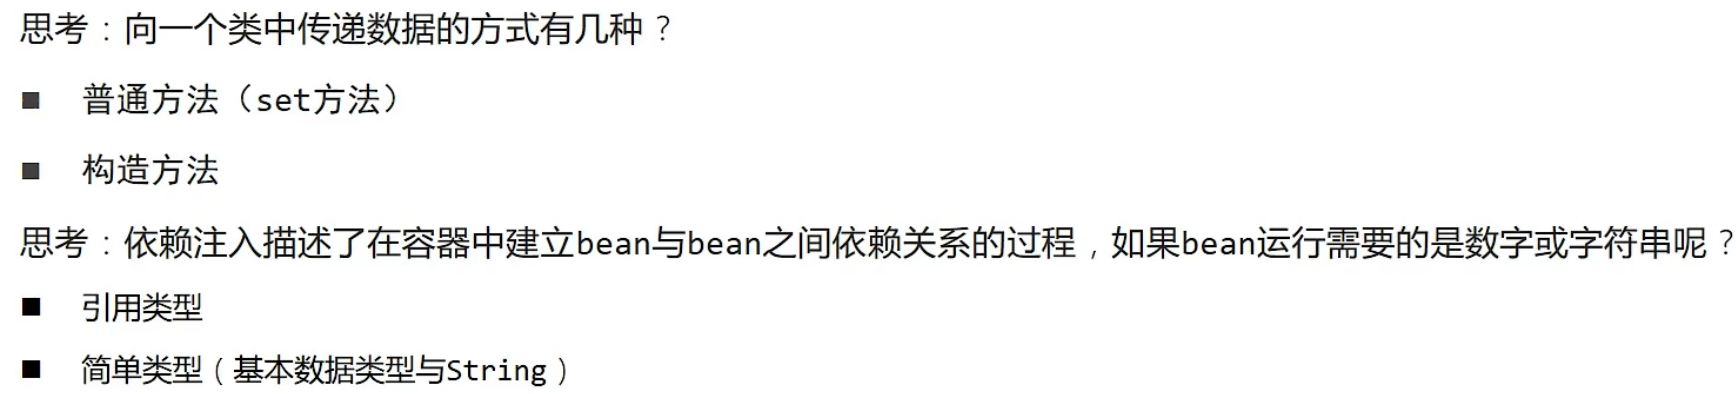 思考：向一个类中传递数据的方式有几种？
■ 普通方法（set方法）
■ 构造方法
思考：依赖注入描述了在容器中建立bean与bean之间依赖关系的过程，如果bean运行需要的是数字或字符串呢？
■ 引用类型
■ 简单类型（基本数据类型与String）